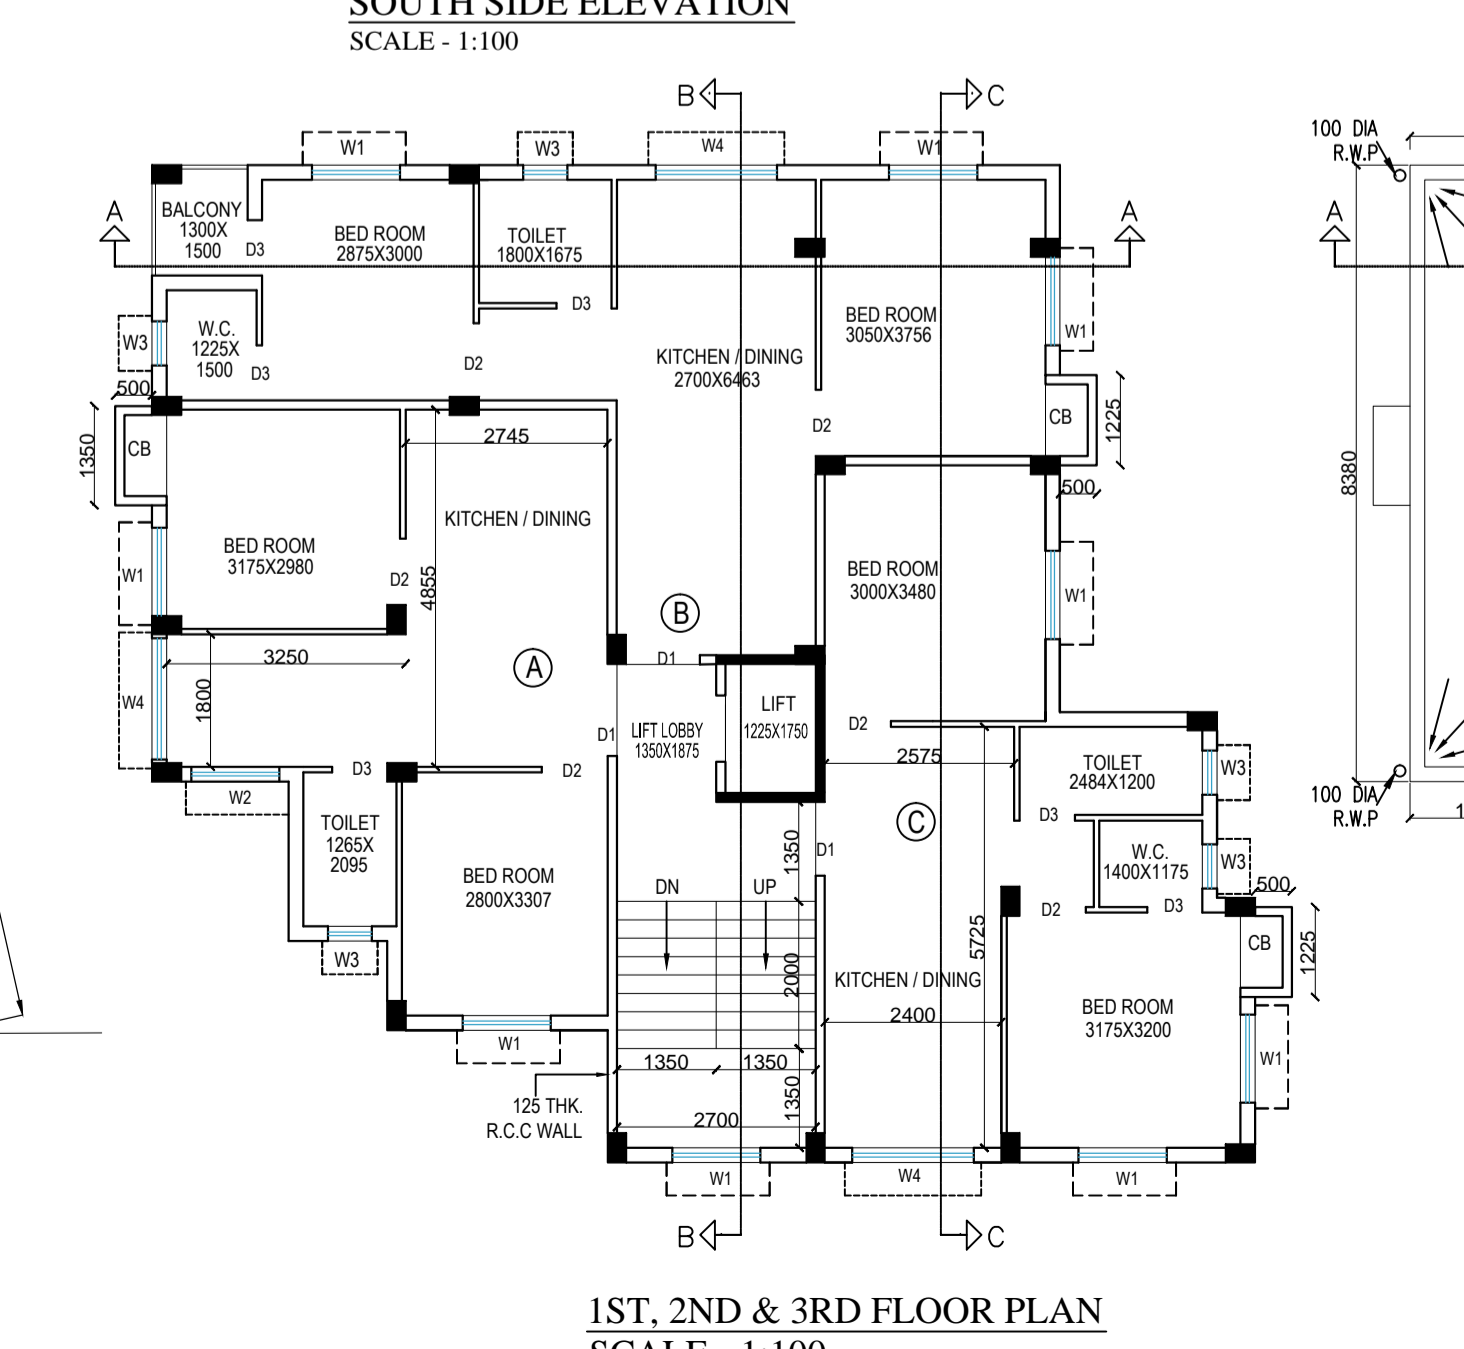 SOUTH SIDE ELEVATION
SCALE - 1:100
B
C
W1
W3
W4
W1
100 DIA
R.W.P
A
BALCONY
1300X
1500
D3
BED ROOM
2875X3000
TOILET
1800X1675
A
A
D3
W3
W.C.
1225X
1500
D3
D2
KITCHEN / DINING
2700X6463
BED ROOM
3050X3756
W1
500
CB
1350
2745
D2
CB
1225
500
8380
KITCHEN / DINING
BED ROOM
3175X2980
W1
D2
4855
BED ROOM
3000X3480
W1
B
A
3250
1800
W4
D1
D1
LIFT LOBBY
1350X1875
LIFT
1225X1750
D2
2575
TOILET
2484X1200
W3
D3
D2
W2
TOILET
1265X
2095
C
D3
100 DIA
R.W.P
1
1350
D1
W.C.
1400X1175
W3
BED ROOM
2800X3307
DN
UP
D2
D3
500
CB
1225
W3
5725
2000
KITCHEN / DINING
2400
BED ROOM
3175X3200
W1
W1
1350
1350
1350
125 THK.
R.C.C WALL
2700
W1
W4
W1
B
C
1ST, 2ND & 3RD FLOOR PLAN
SCALE - 1:100